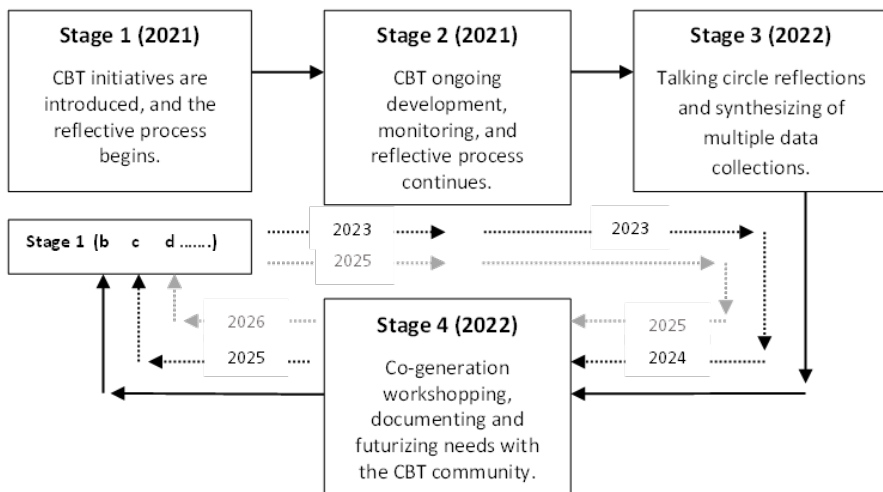 Stage 1 (2021)
CBT initiatives are
introduced, and the
reflective process
begins.
Stage 2 (2021)
CBT ongoing
development,
monitoring, and
reflective process
continues.
Stage 3 (2022)
Talking circle reflections
and synthesizing of
multiple data
collections.
Stage 1 (b c d .......)
2023
2023
2025
2026
2025
2025
2024
Stage 4 (2022)
Co-generation
workshopping,
documenting and
futurizing needs with
the CBT community.